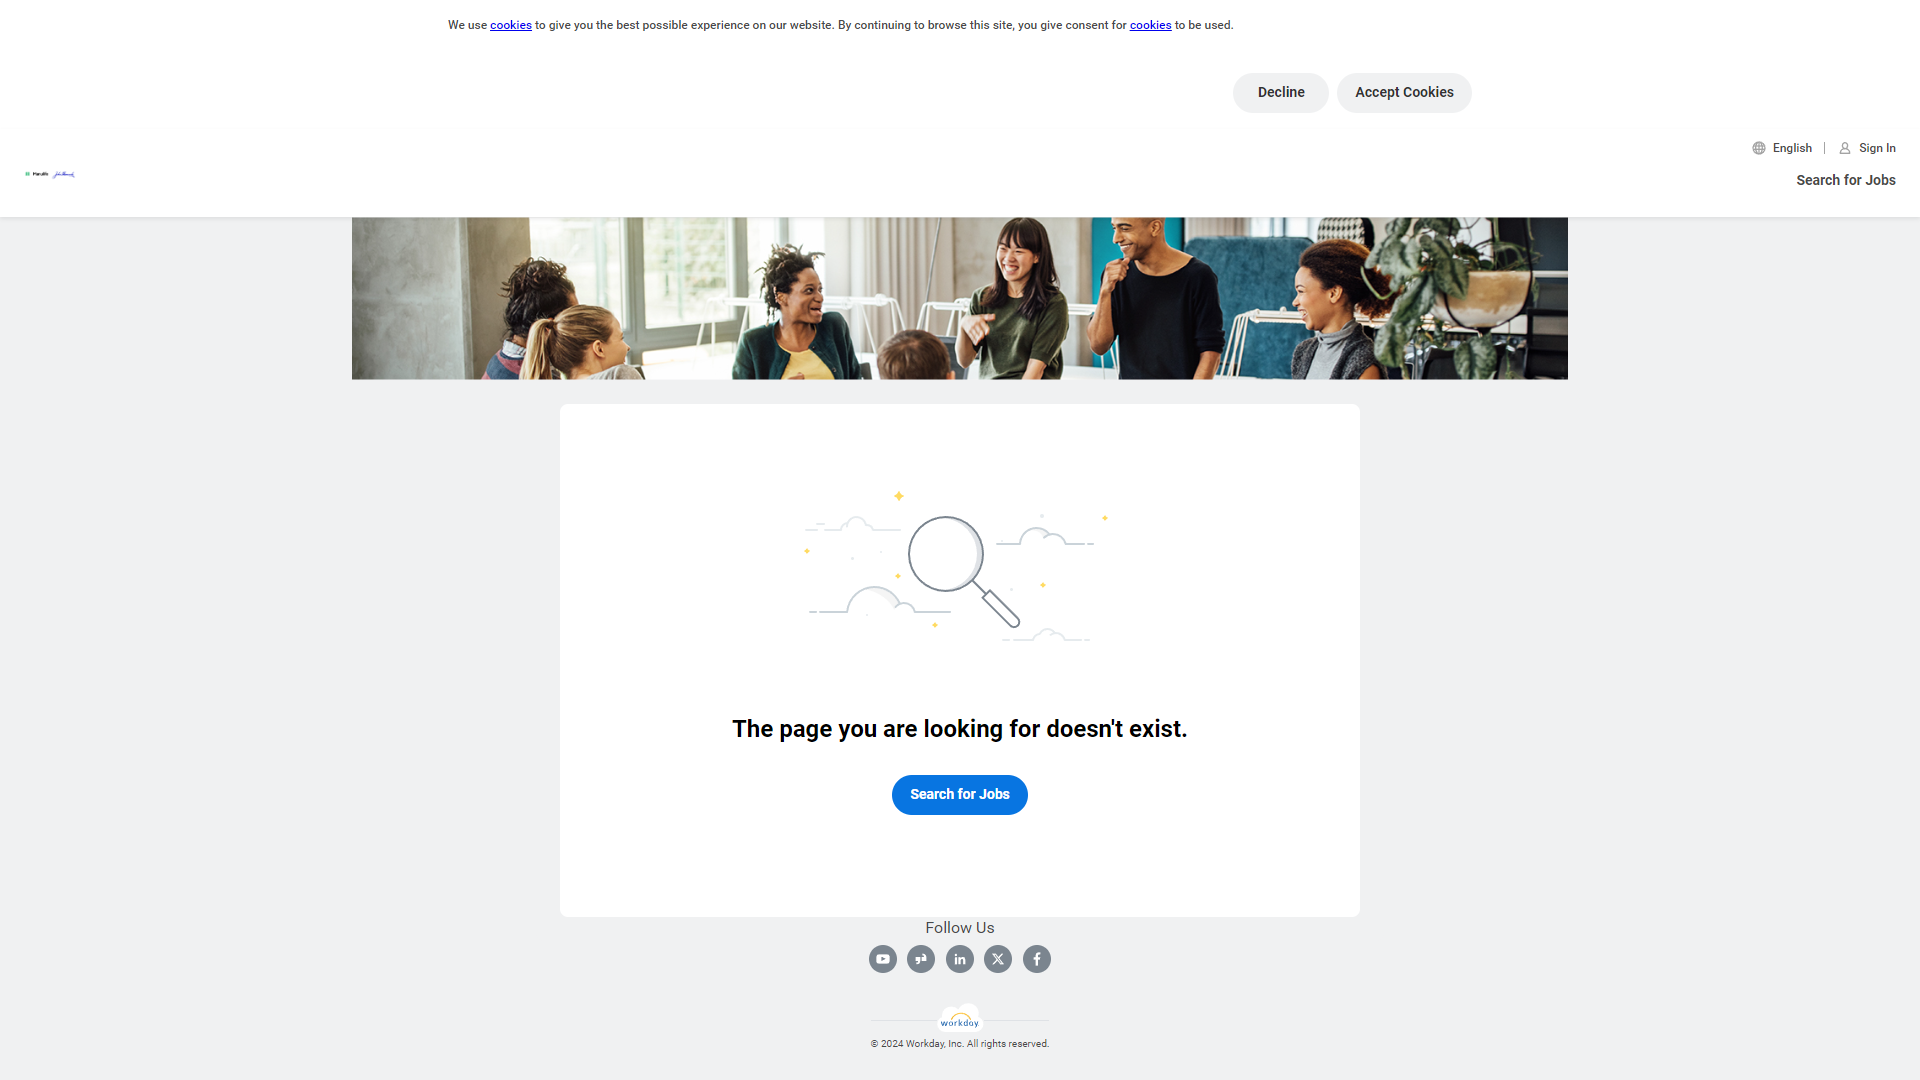 We use cookies to give you the best possible experience on our website. By continuing to browse this site, you give consent for cookies to be used.
Decline
Accept Cookies
English
Sign In
Manulife
Search for Jobs
The page you are looking for doesn't exist.
Search for Jobs
Follow Us
workday.
© 2024 Workday, Inc. All rights reserved.